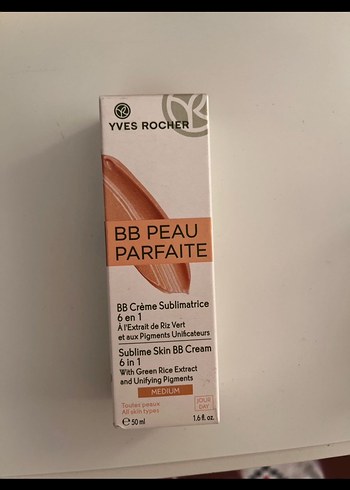 YVES ROCHER
BB PEAU
PARFAITE
BB Crème Sublimatrice
6 en 1
À l'Extrait de Riz Vert
et aux Pigments Unificateurs
Sublime Skin BB Cream
6 in 1
With Green Rice Extract
and Unifying Pigments
MEDIUM
Toutes peaux
All skin types
JOUR
DAY
℮ 50 ml
1.6 fl. oz.